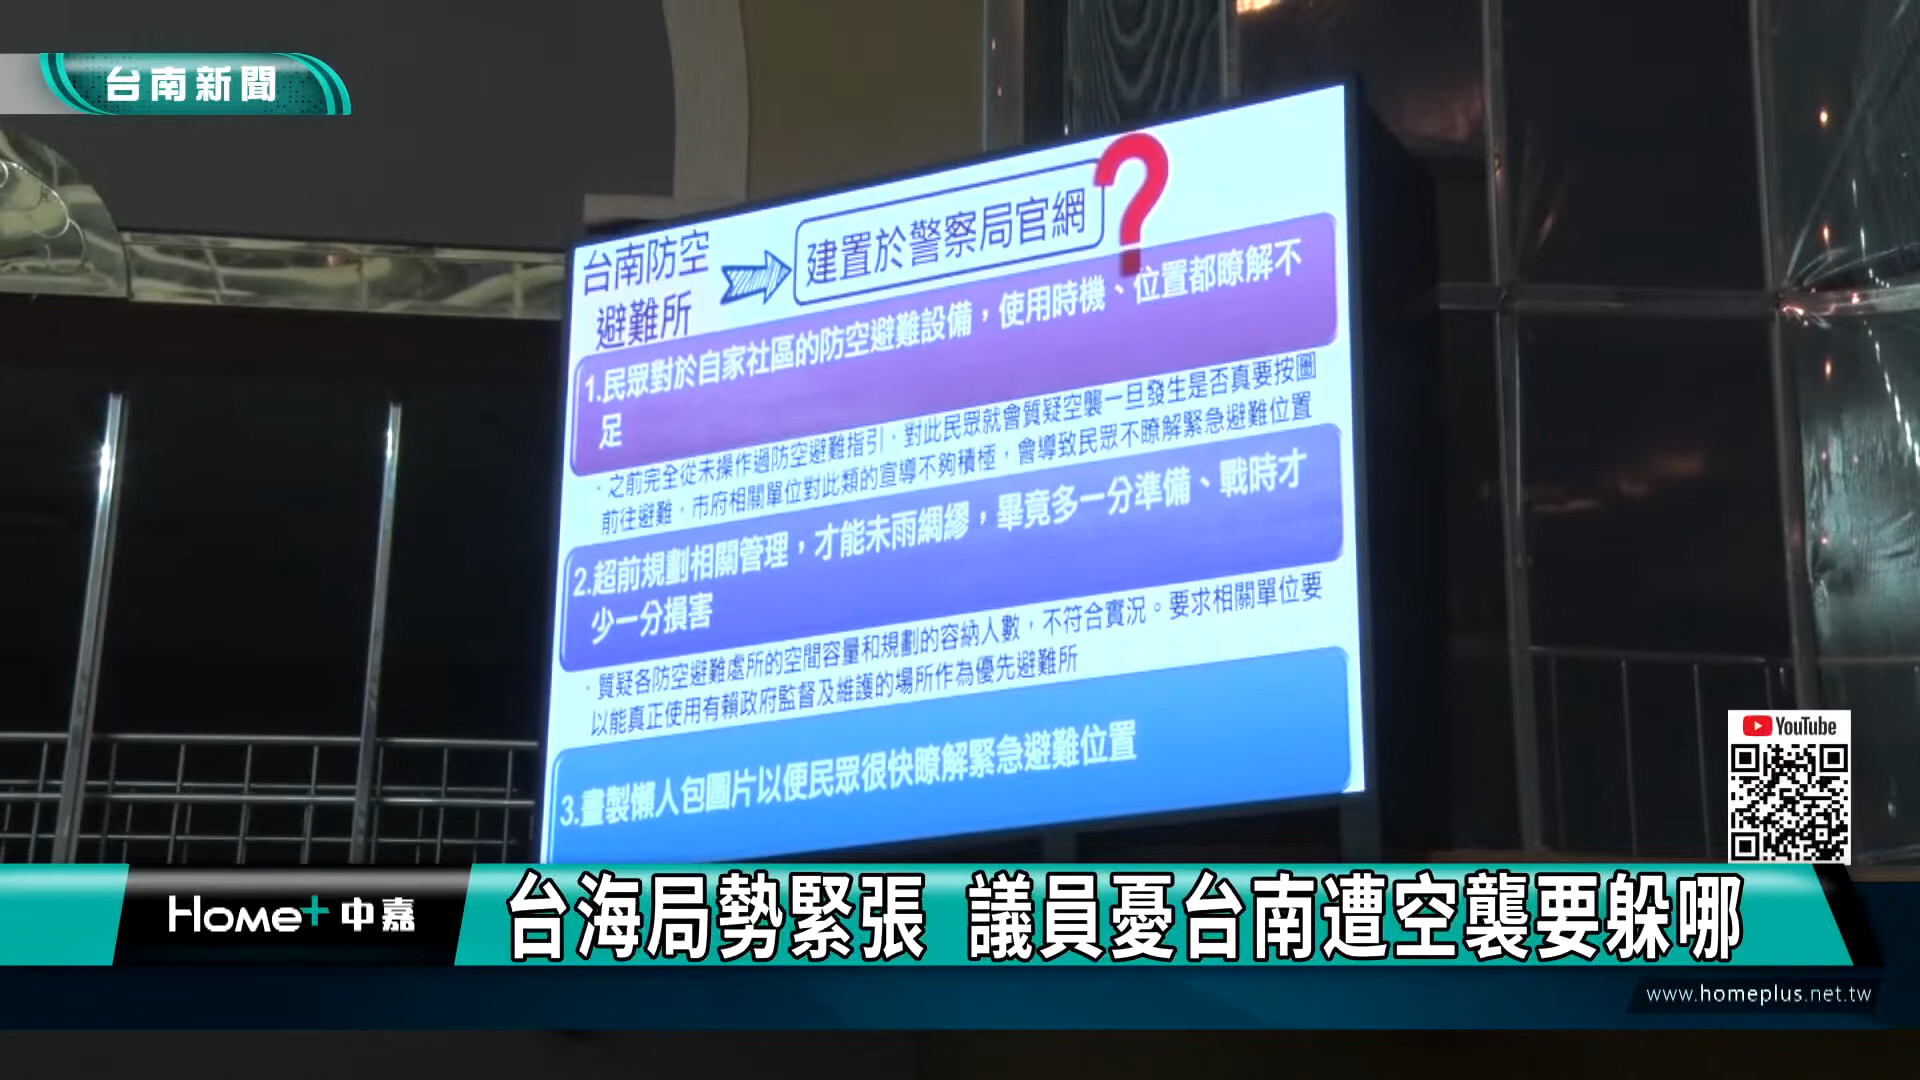 台南新聞
台南防空
避難所
建置於警察局官網
?
1.民眾對於自家社區的防空避難設備，使用時機、位置都瞭解不
足
·之前完全從未操作過防空避難指引，對此民眾就會質疑空襲一旦發生是否真要按圖
前往避難，市府相關單位對此類的宣導不夠積極，會導致民眾不瞭解緊急避難位置
2.超前規劃相關管理，才能未雨綢繆，畢竟多一分準備、戰時才
少一分損害
·質疑各防空避難處所的空間容量和規劃的容納人數，不符合實況。要求相關單位要
以能真正使用有賴政府監督及維護的場所作為優先避難所
3.畫製懶人包圖片以便民眾很快瞭解緊急避難位置
YouTube
Home+中嘉
台海局勢緊張 議員憂台南遭空襲要躲哪
www.homeplus.net.tw